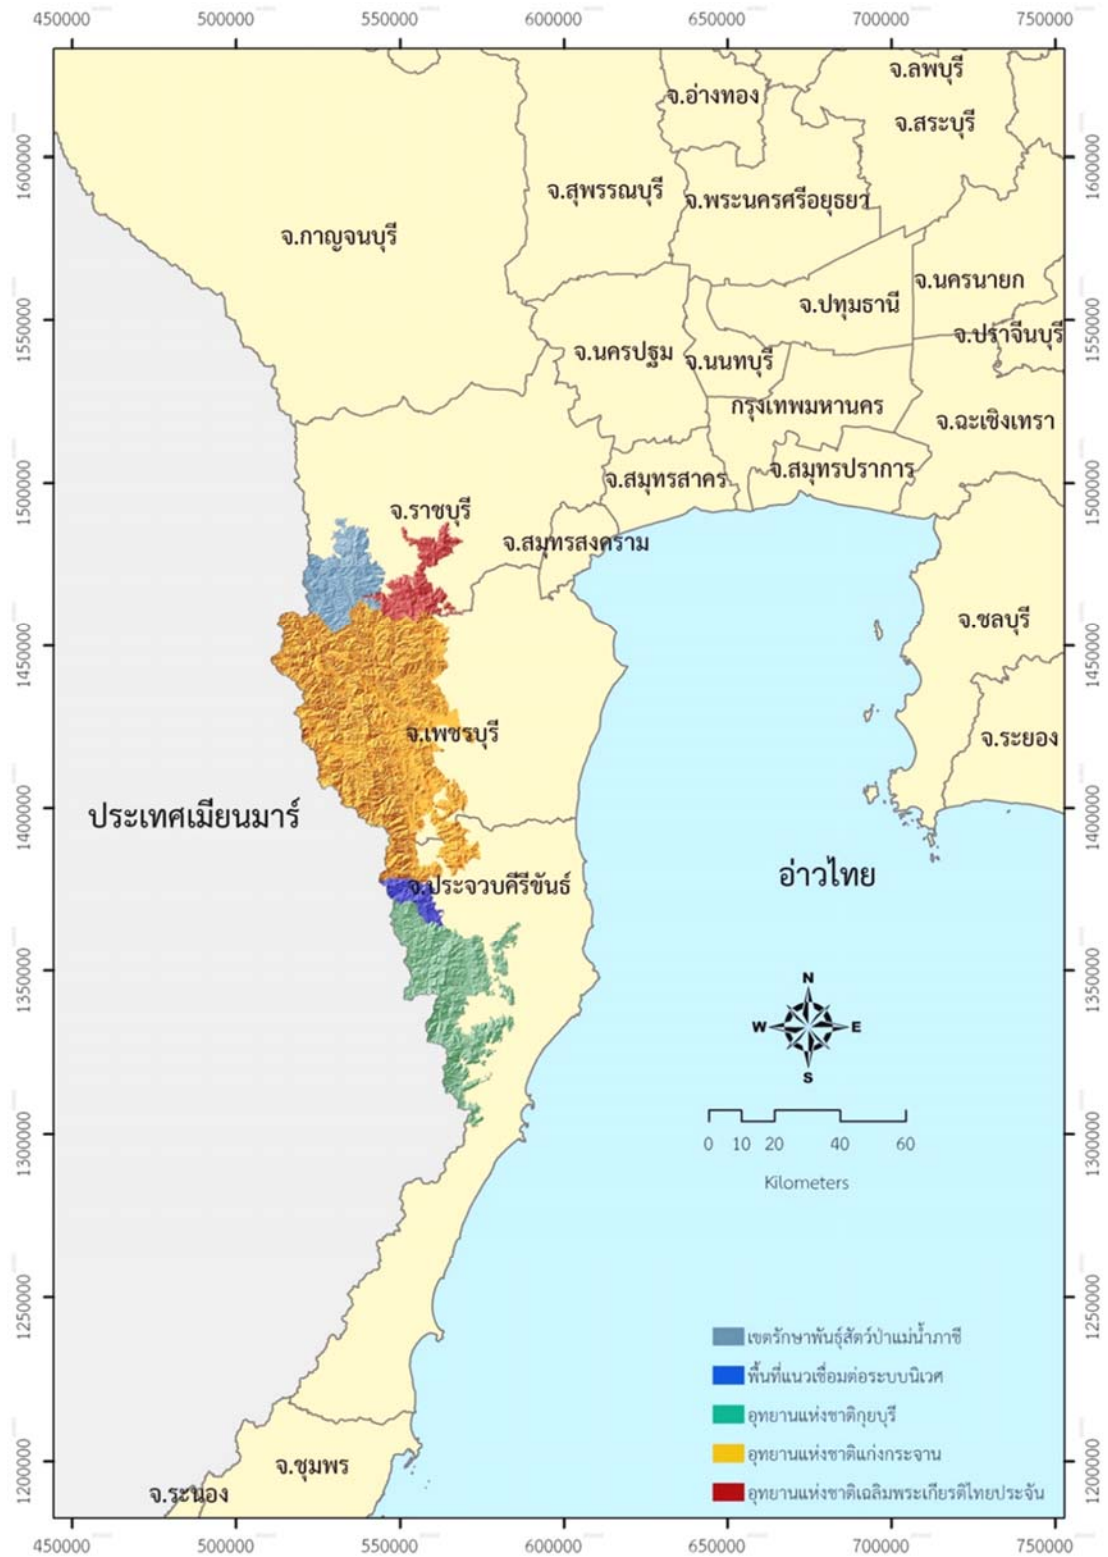 450000 500000 550000 600000 650000 700000 750000
จ.ลพบุรี
จ.อ่างทอง
จ.สระบุรี
1600000 1600000
จ.สุพรรณบุรี
จ.พระนครศรีอยุธยา
จ.กาญจนบุรี
จ.นครนายก
จ.ปทุมธานี
1550000 1550000
จ.ปราจีนบุรี
จ.นครปฐม
จ.นนทบุรี
กรุงเทพมหานคร
จ.ฉะเชิงเทรา
จ.สมุทรปราการ
จ.สมุทรสาคร
1500000 1500000
จ.ราชบุรี
จ.สมุทรสงคราม
จ.ชลบุรี
1450000 1450000
จ.เพชรบุรี
จ.ระยอง
1400000 1400000
ประเทศเมียนมาร์
อ่าวไทย
จ.ประจวบคีรีขันธ์
1350000 1350000
N
W E
S
1300000 1300000
0 10 20 40 60
Kilometers
1250000 1250000
เขตรักษาพันธุ์สัตว์ป่าแม่น้ำภาชี
พื้นที่แนวเชื่อมต่อระบบนิเวศ
อุทยานแห่งชาติกุยบุรี
อุทยานแห่งชาติแก่งกระจาน
อุทยานแห่งชาติเฉลิมพระเกียรติไทยประจัน
1200000 1200000
จ.ชุมพร
จ.ระนอง
450000 500000 550000 600000 650000 700000 750000